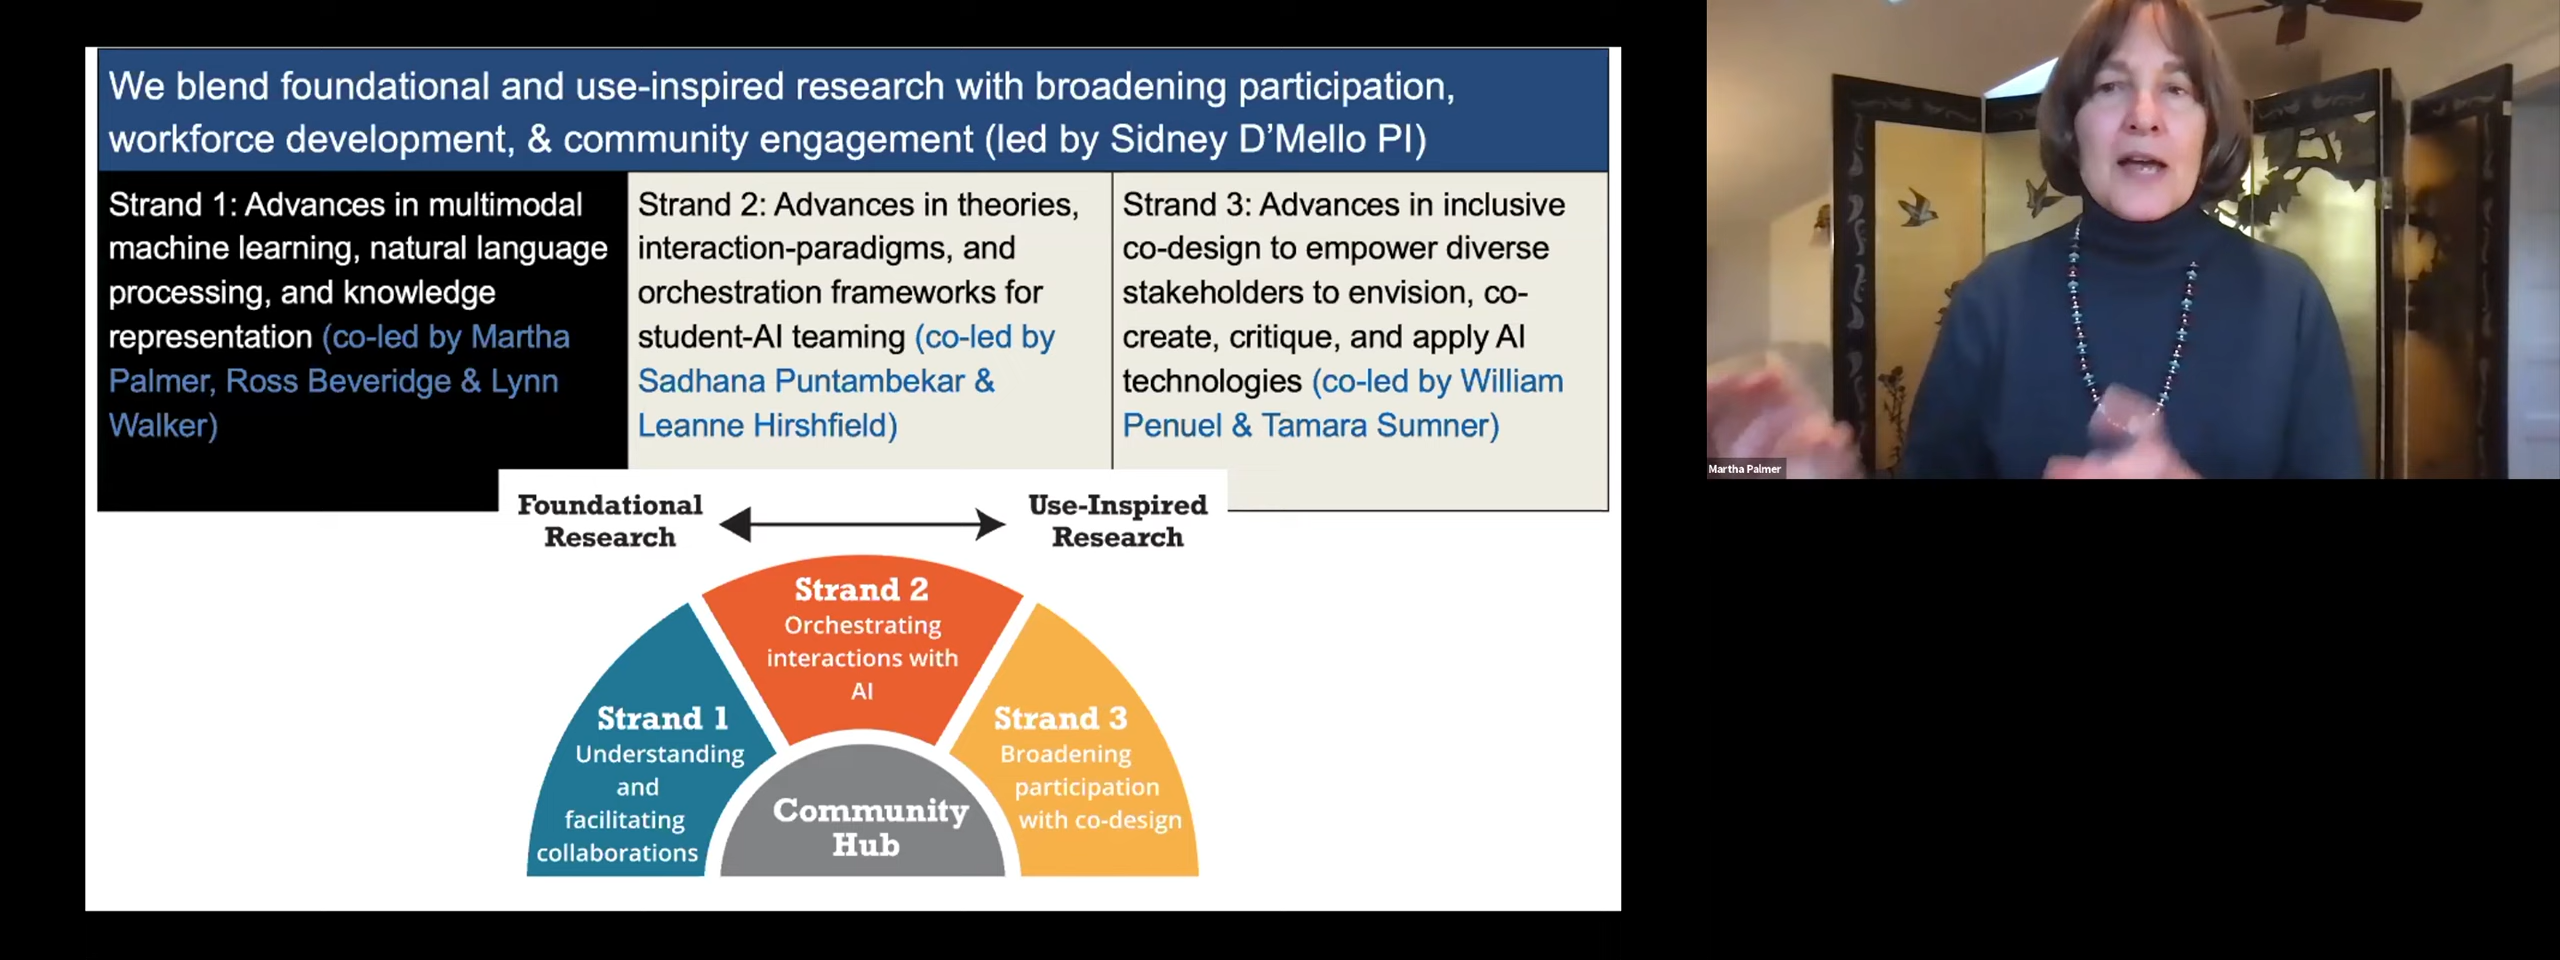 We blend foundational and use-inspired research with broadening participation,
workforce development, & community engagement (led by Sidney D’Mello PI)
Strand 1: Advances in multimodal
machine learning, natural language
processing, and knowledge
representation (co-led by Martha
Palmer, Ross Beveridge & Lynn
Walker)
Strand 2: Advances in theories,
interaction-paradigms, and
orchestration frameworks for
student-AI teaming (co-led by
Sadhana Puntambekar &
Leanne Hirshfield)
Strand 3: Advances in inclusive
co-design to empower diverse
stakeholders to envision, co-
create, critique, and apply AI
technologies (co-led by William
Penuel & Tamara Sumner)
Foundational
Research
Use-Inspired
Research
Strand 1
Understanding
and
facilitating
collaborations
Strand 2
Orchestrating
interactions with
AI
Strand 3
Broadening
participation
with co-design
Community
Hub
Martha Palmer